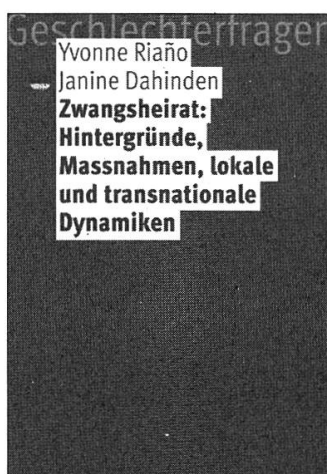 Geschlechterfragen
Yvonne Riaño
Janine Dahinden
Zwangsheirat:
Hintergründe,
Massnahmen, lokale
und transnationale
Dynamiken